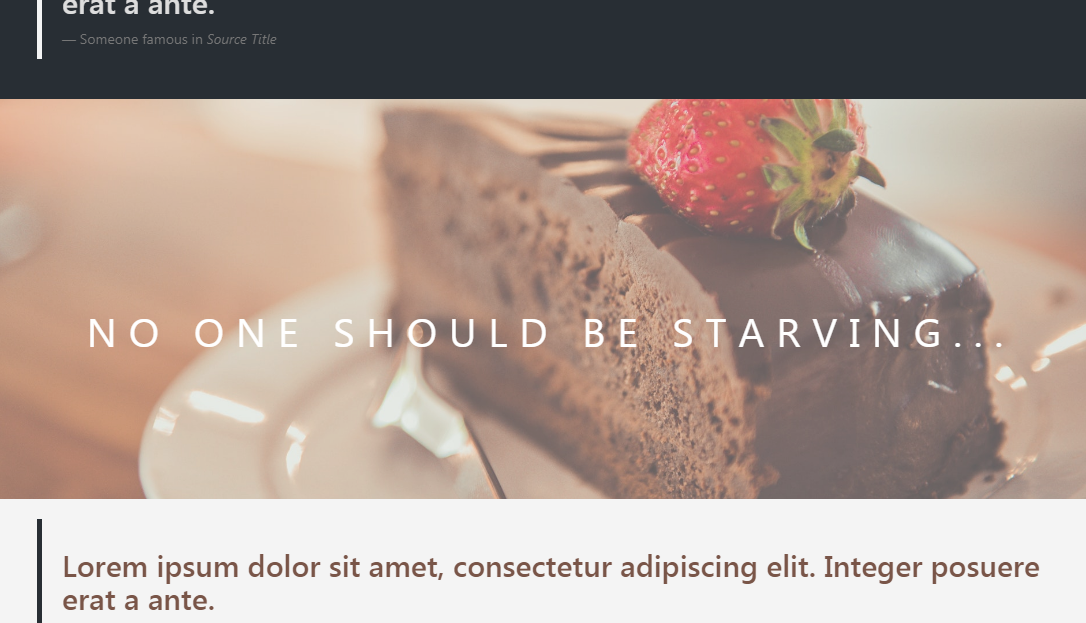 erat a ante.
— Someone famous in Source Title
NO ONE SHOULD BE STARVING...
Lorem ipsum dolor sit amet, consectetur adipiscing elit. Integer posuere
erat a ante.